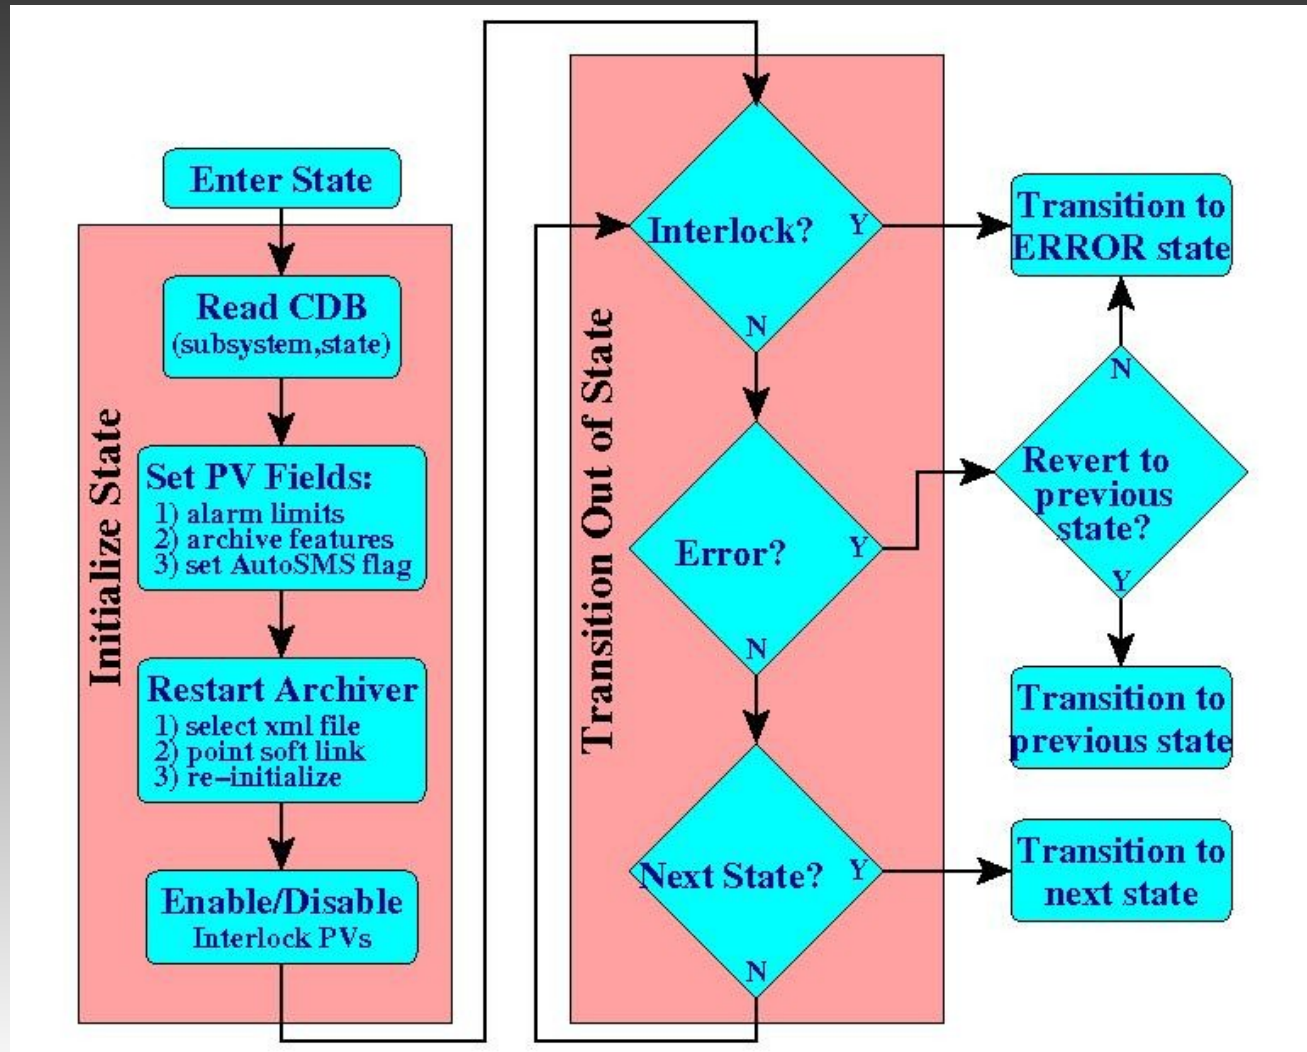 Enter State
Initialize State
Read CDB
(subsystem,state)
Set PV Fields:
1) alarm limits
2) archive features
3) set AutoSMS flag
Restart Archiver
1) select xml file
2) point soft link
3) re-initialize
Enable/Disable
Interlock PVs
Transition Out of State
Interlock?
Y
N
Transition to
ERROR state
Error?
Y
N
N
Revert to
previous
state?
Y
Transition to
previous state
Next State?
Y
N
Transition to
next state